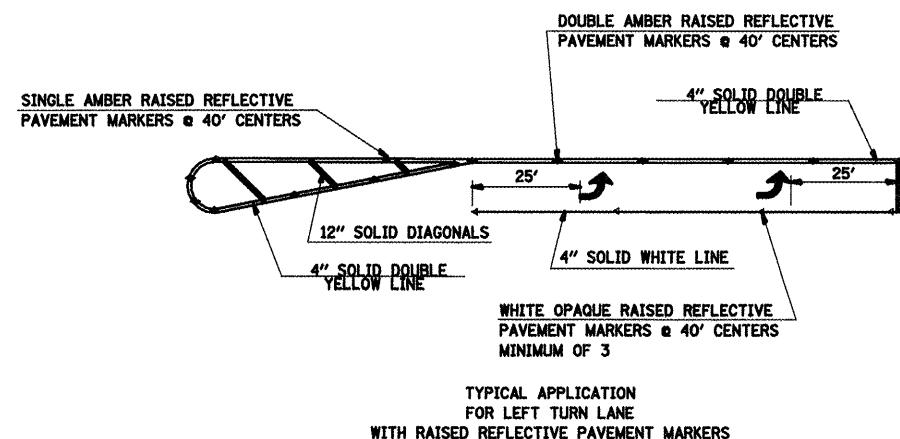 DOUBLE AMBER RAISED REFLECTIVE
PAVEMENT MARKERS @ 40' CENTERS
4" SOLID DOUBLE
YELLOW LINE
SINGLE AMBER RAISED REFLECTIVE
PAVEMENT MARKERS @ 40' CENTERS
25'
25'
12" SOLID DIAGONALS
4" SOLID DOUBLE
YELLOW LINE
4" SOLID WHITE LINE
WHITE OPAQUE RAISED REFLECTIVE
PAVEMENT MARKERS @ 40' CENTERS
MINIMUM OF 3
TYPICAL APPLICATION
FOR LEFT TURN LANE
WITH RAISED REFLECTIVE PAVEMENT MARKERS